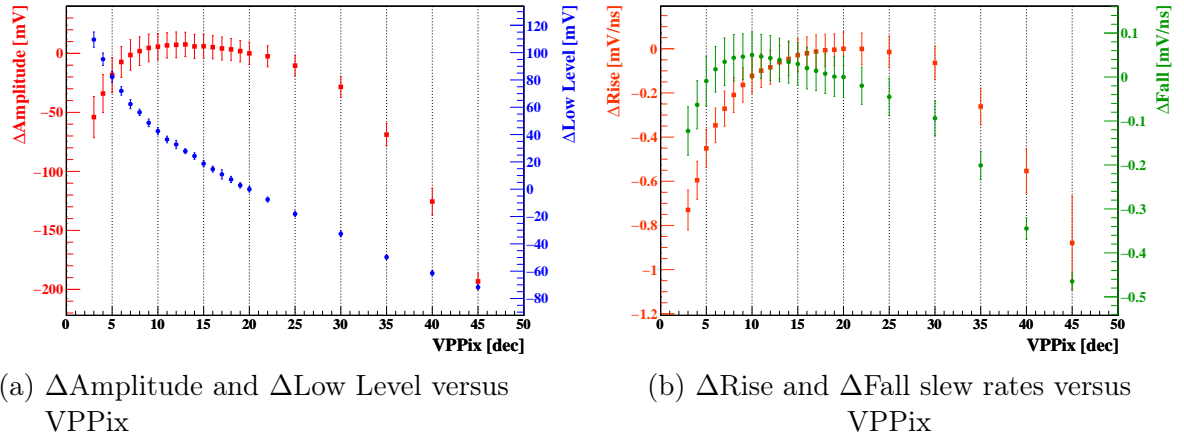 ΔAmplitude [mV]
0
−50
−100
−150
−200
ΔLow Level [mV]
120
100
80
60
40
20
0
−20
−40
−60
−80
0 5 10 15 20 25 30 35 40 45 50
VPPix [dec]
(a) ΔAmplitude and ΔLow Level versus
VPPix
ΔRise [mV/ns]
0
−0.2
−0.4
−0.6
−0.8
−1
−1.2
ΔFall [mV/ns]
0.1
0
−0.1
−0.2
−0.3
−0.4
−0.5
0 5 10 15 20 25 30 35 40 45 50
VPPix [dec]
(b) ΔRise and ΔFall slew rates versus
VPPix